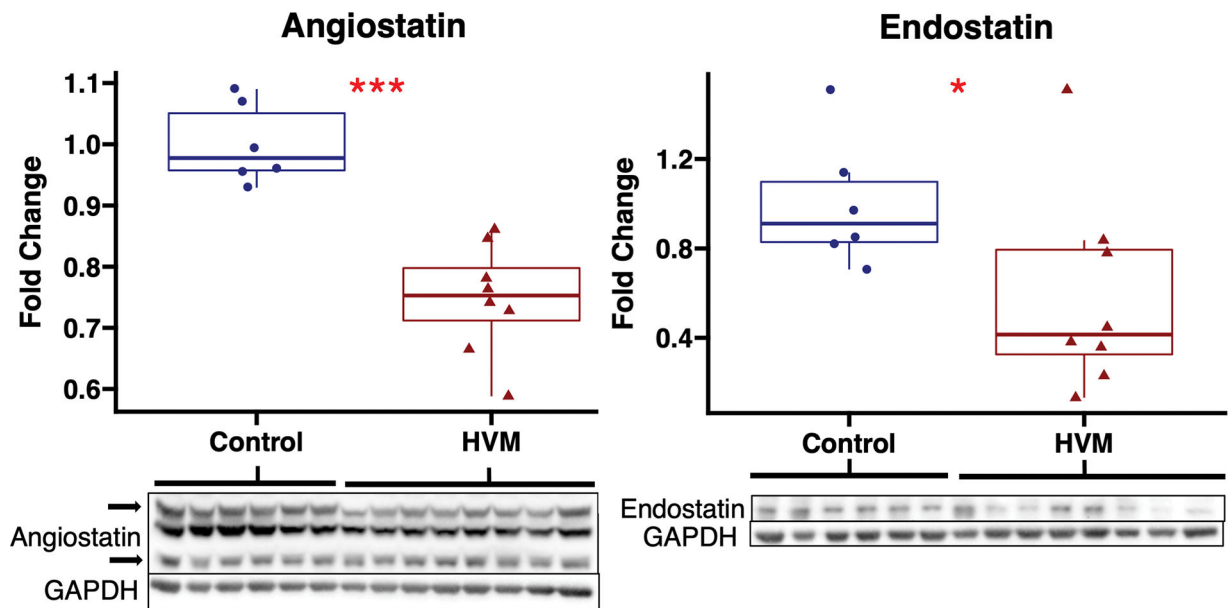 Angiostatin
***
Fold Change
1.1
1.0
0.9
0.8
0.7
0.6
Control HVM
Angiostatin
GAPDH
Endostatin
*
Fold Change
1.2
0.8
0.4
Control HVM
Endostatin
GAPDH